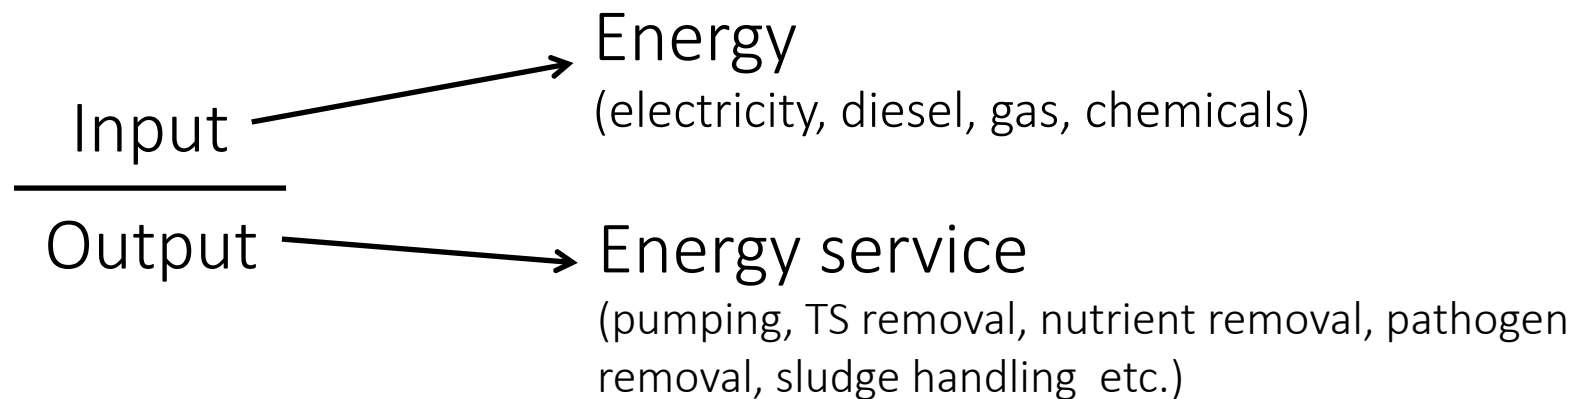 Energy
(electricity, diesel, gas, chemicals)
Input
Output
Energy service
(pumping, TS removal, nutrient removal, pathogen
removal, sludge handling  etc.)